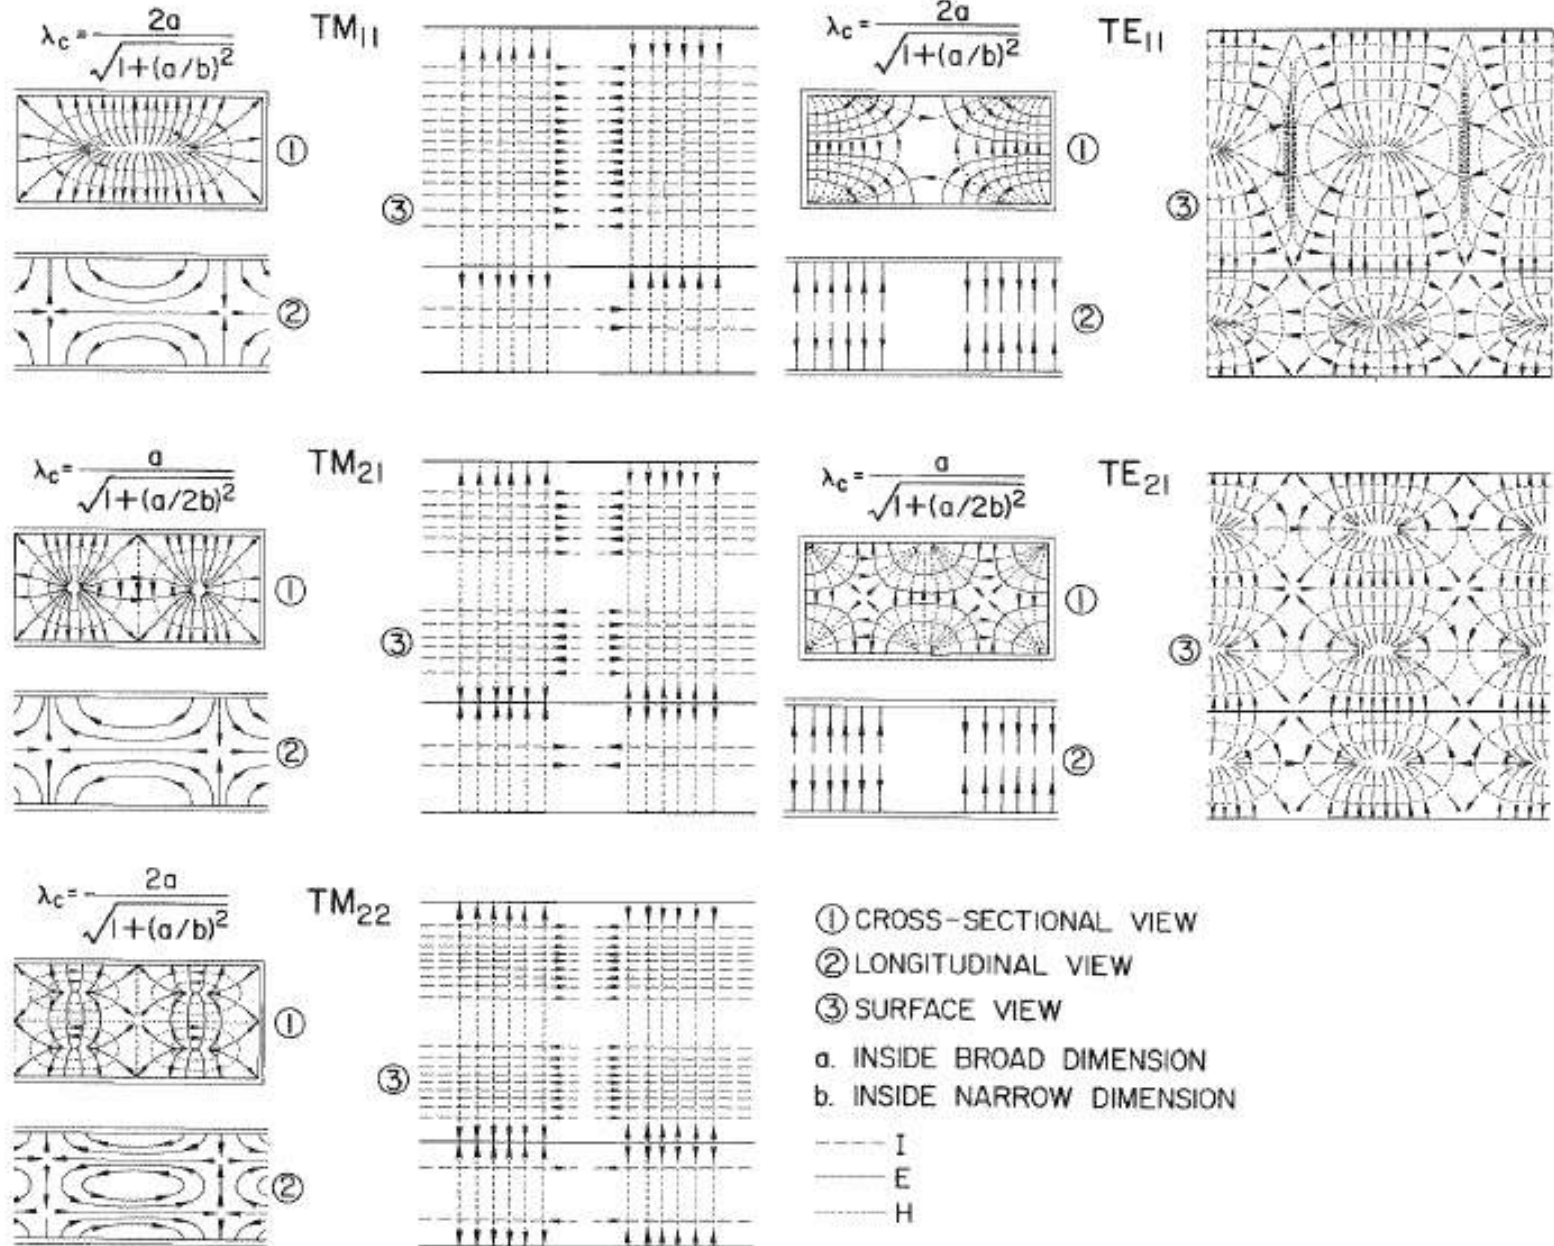 λc = 2a / √1+(a/b)²
TM11
①
②
③
λc = 2a / √1+(a/b)²
TE11
①
②
③
λc = a / √1+(a/2b)²
TM21
①
②
③
λc = a / √1+(a/2b)²
TE21
①
②
③
λc = 2a / √1+(a/b)²
TM22
①
②
③
① CROSS-SECTIONAL VIEW
② LONGITUDINAL VIEW
③ SURFACE VIEW
a. INSIDE BROAD DIMENSION
b. INSIDE NARROW DIMENSION
I
E
H